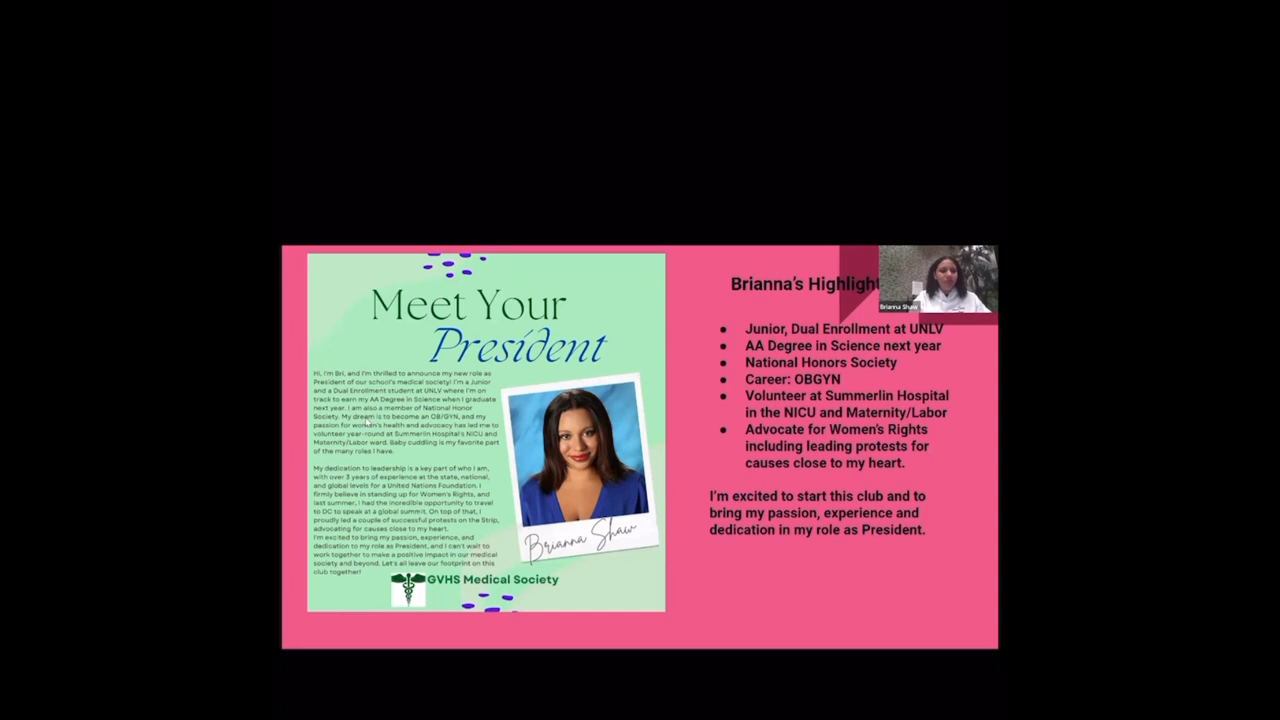 Meet Your
President
Hi, I'm Bri, and I'm thrilled to announce my new role as
President of our school's medical society! I'm a Junior
and a Dual Enrollment student at UNLV where I'm on
track to earn my AA Degree in Science when I graduate
next year. I am also a member of National Honor
Society. My dream is to become an OB/GYN, and my
passion for women's health and advocacy has led me to
volunteer year-round at Summerlin Hospital's NICU and
Maternity/Labor ward. Baby cuddling is my favorite part
of the many roles I have.
My dedication to leadership is a key part of who I am,
with over 3 years of experience at the state, national,
and global levels for a United Nations Foundation. I
firmly believe in standing up for Women's Rights, and
last summer, I had the incredible opportunity to travel
to DC to speak at a global summit. On top of that, I
proudly led a couple of successful protests on the Strip,
advocating for causes close to my heart.
I'm excited to bring my passion, experience, and
dedication to my role as President, and I can't wait to
work together to make a positive impact in our medical
society and beyond. Let's all leave our footprint on this
club together!
Brianna Shaw
GVHS Medical Society
Brianna's Highlight
Brianna Shaw
● Junior, Dual Enrollment at UNLV
● AA Degree in Science next year
● National Honors Society
● Career: OBGYN
● Volunteer at Summerlin Hospital
in the NICU and Maternity/Labor
● Advocate for Women's Rights
including leading protests for
causes close to my heart.
I'm excited to start this club and to
bring my passion, experience and
dedication in my role as President.